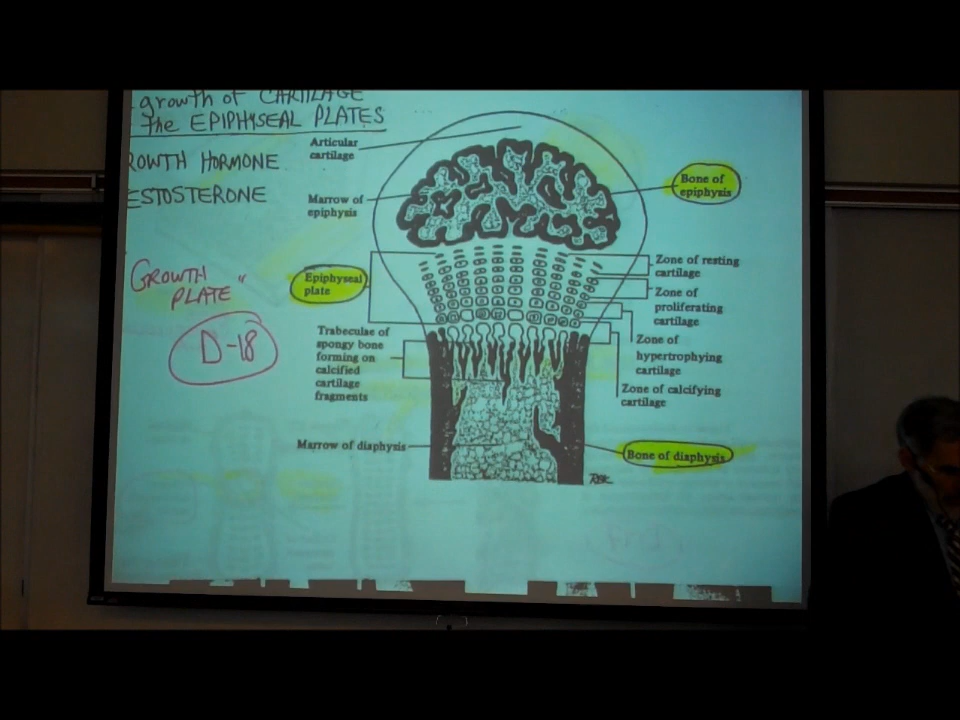 growth of CARTILAGE
the EPIPHYSEAL PLATES
ROWTH HORMONE
ESTOSTERONE
GROWTH "
PLATE
D-18
Articular
cartilage
Marrow of
epiphysis
Epiphyseal
plate
Trabeculae of
spongy bone
forming on
calcified
cartilage
fragments
Marrow of diaphysis
Bone of
epiphysis
Zone of resting
cartilage
Zone of
proliferating
cartilage
Zone of
hypertrophying
cartilage
Zone of calcifying
cartilage
Bone of diaphysis